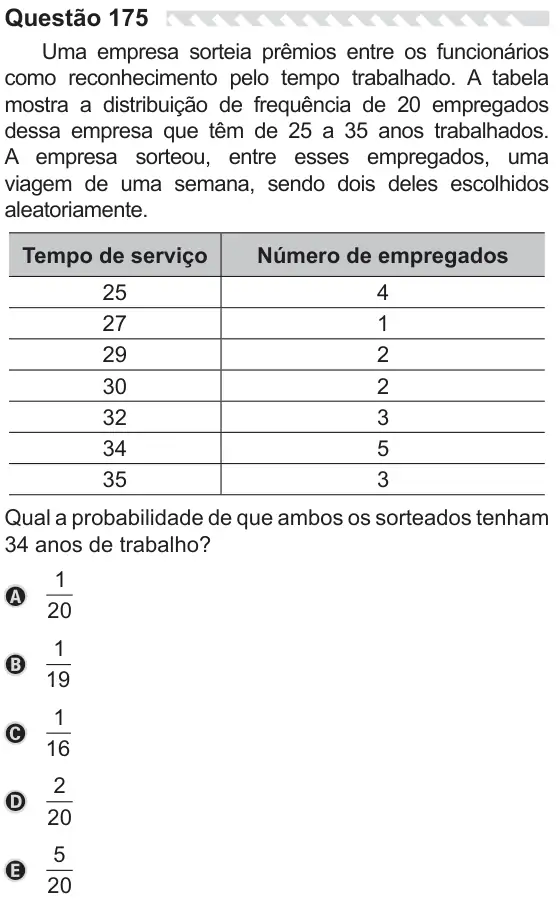 Questão 175
Uma empresa sorteia prêmios entre os funcionários
como reconhecimento pelo tempo trabalhado. A tabela
mostra a distribuição de frequência de 20 empregados
dessa empresa que têm de 25 a 35 anos trabalhados.
A empresa sorteou, entre esses empregados, uma
viagem de uma semana, sendo dois deles escolhidos
aleatoriamente.
Tempo de serviço Número de empregados
25 4
27 1
29 2
30 2
32 3
34 5
35 3
Qual a probabilidade de que ambos os sorteados tenham
34 anos de trabalho?
A 1/20
B 1/19
C 1/16
D 2/20
E 5/20